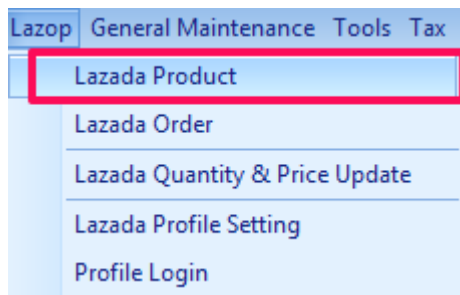 Lazop General Maintenance Tools Tax
Lazada Product
Lazada Order
Lazada Quantity & Price Update
Lazada Profile Setting
Profile Login